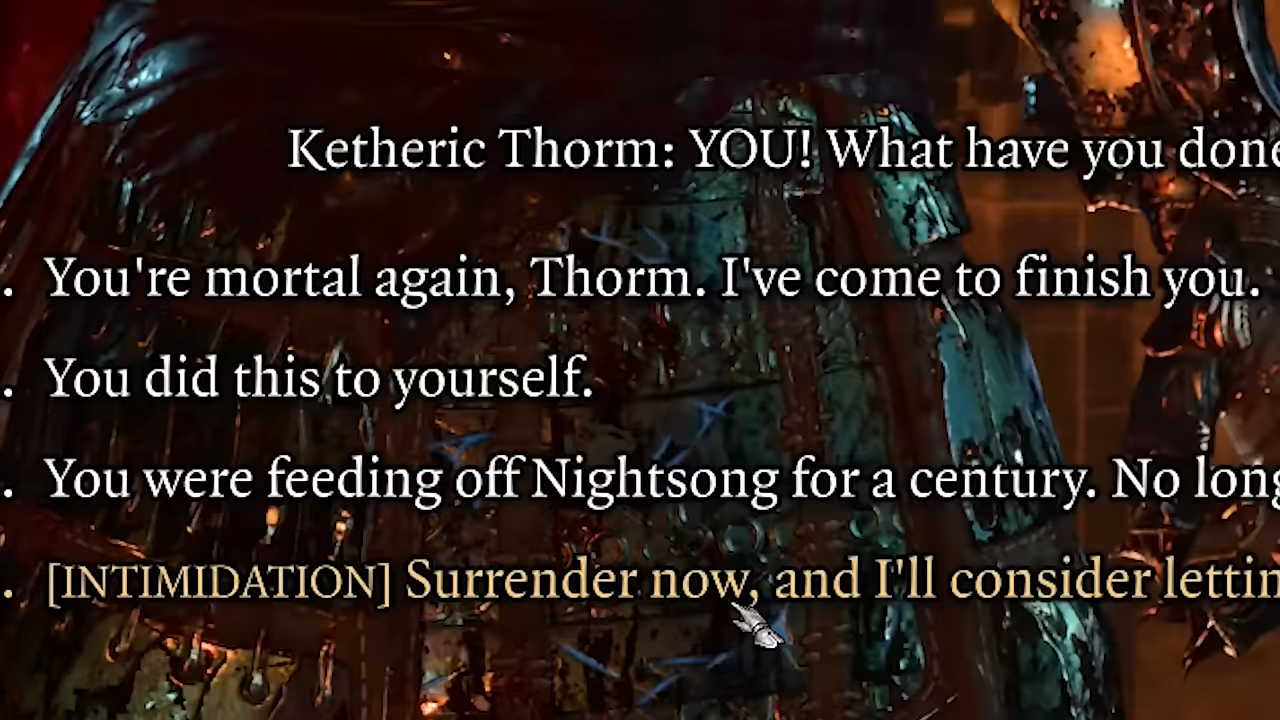 Ketheric Thorm: YOU! What have you done
. You're mortal again, Thorm. I've come to finish you.
. You did this to yourself.
. You were feeding off Nightsong for a century. No long
. [INTIMIDATION] Surrender now, and I'll consider lettin